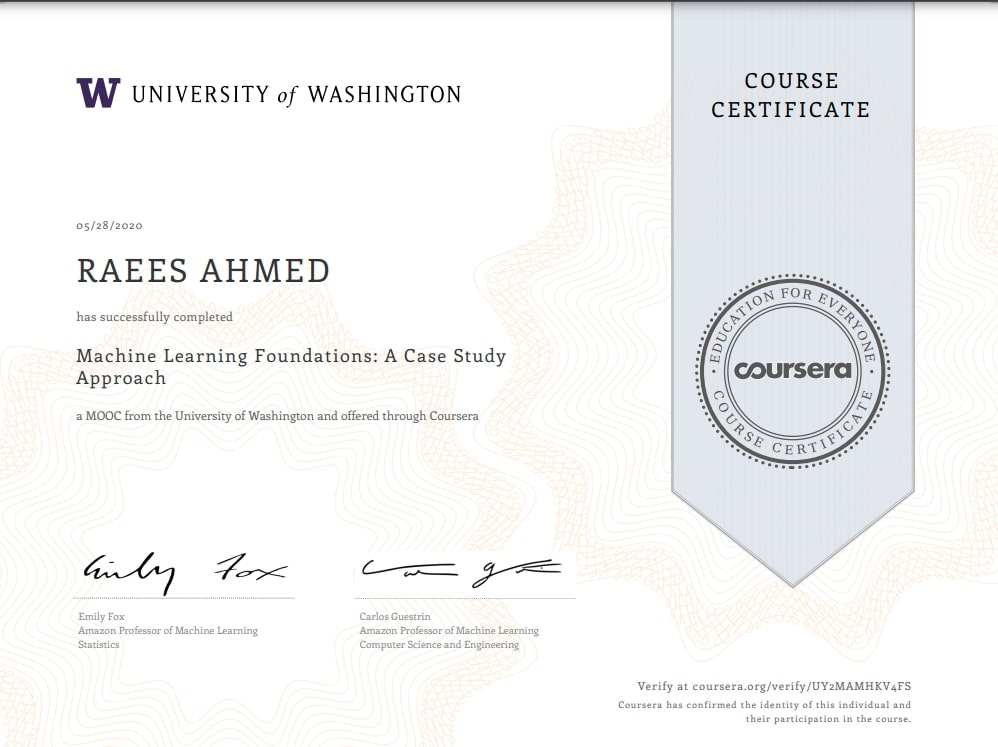 W UNIVERSITY of WASHINGTON
COURSE
CERTIFICATE
05/28/2020
RAEES AHMED
has successfully completed
Machine Learning Foundations: A Case Study
Approach
a MOOC from the University of Washington and offered through Coursera
EDUCATION FOR EVERYONE
coursera
COURSE CERTIFICATE
Emily Fox
Carlos Guestrin
Emily Fox
Amazon Professor of Machine Learning
Statistics
Carlos Guestrin
Amazon Professor of Machine Learning
Computer Science and Engineering
Verify at coursera.org/verify/UY2MAMHKV4FS
Coursera has confirmed the identity of this individual and
their participation in the course.